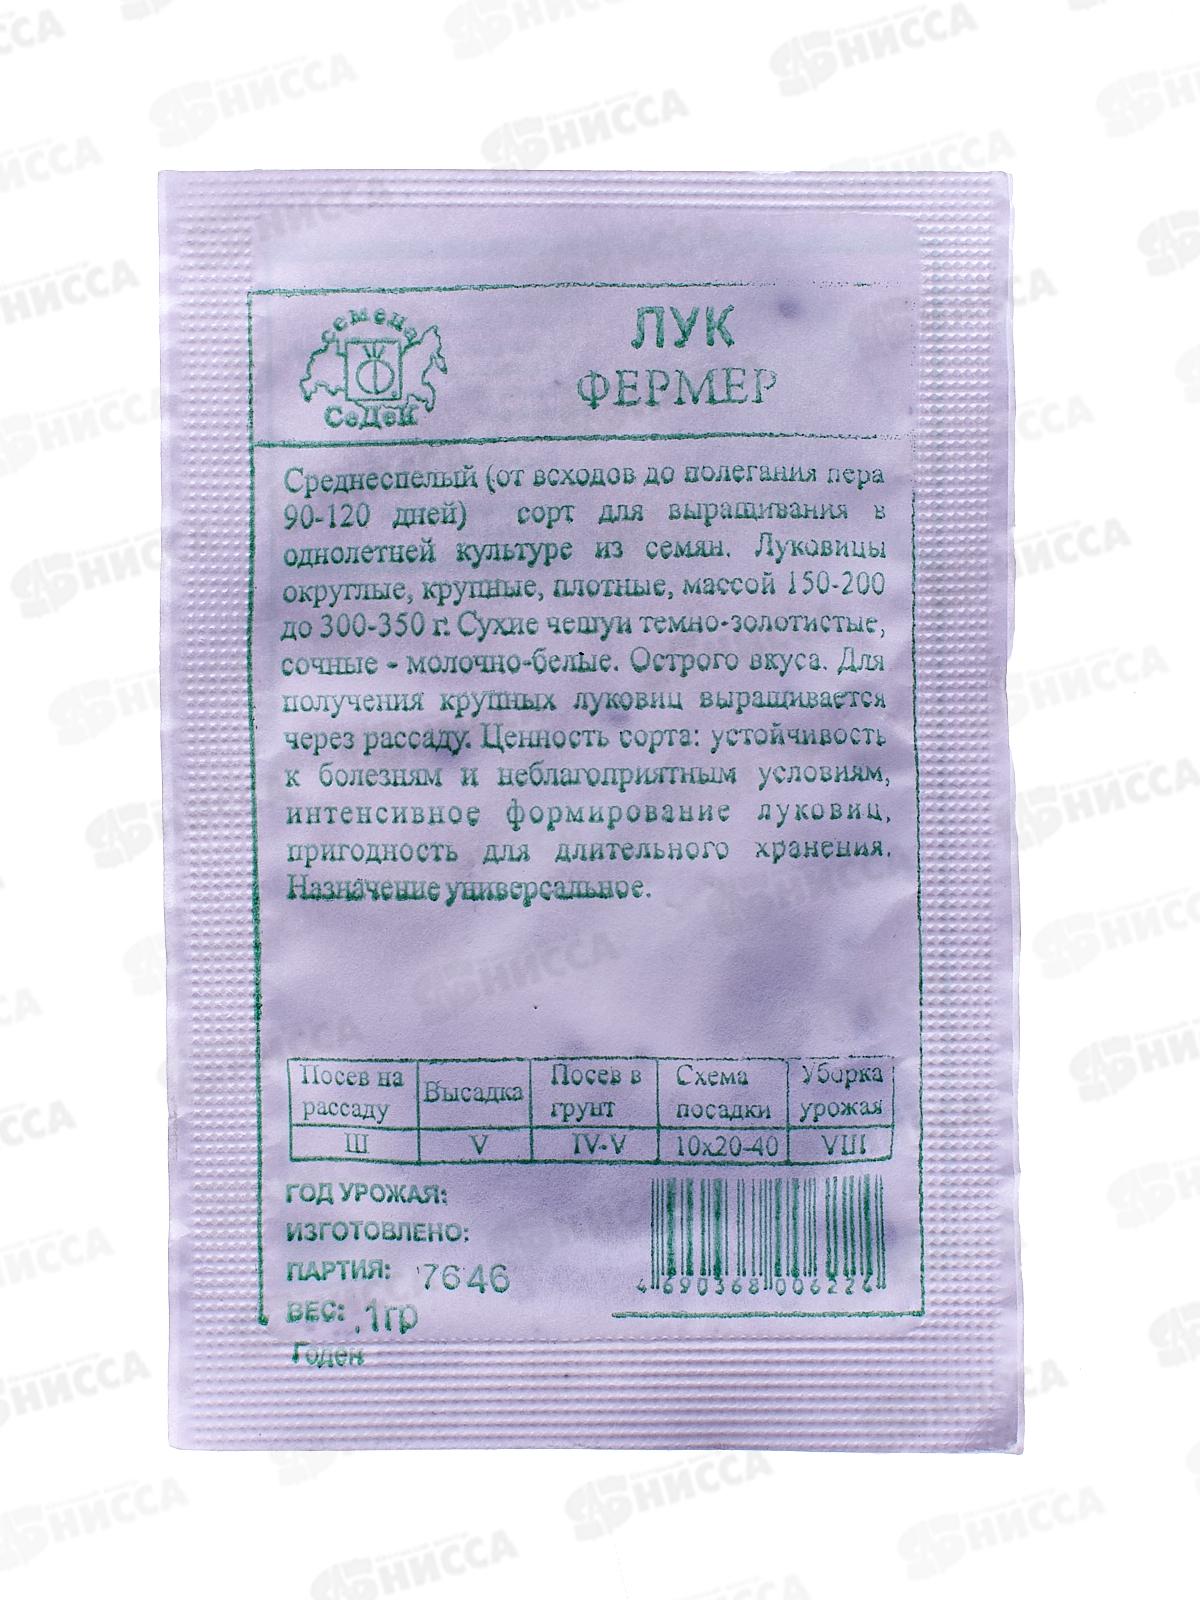 семена
СеДеК
ЛУК
ФЕРМЕР
Среднеспелый (от всходов до полегания пера
90-120 дней) сорт для выращивания в
однолетней культуре из семян. Луковицы
округлые, крупные, плотные, массой 150-200
до 300-350 г. Сухие чешуи темно-золотистые,
сочные - молочно-белые. Острого вкуса. Для
получения крупных луковиц выращивается
через рассаду. Ценность сорта: устойчивость
к болезням и неблагоприятным условиям,
интенсивное формирование луковиц,
пригодность для длительного хранения.
Назначение универсальное.
Посев на рассаду Высадка Посев в грунт Схема посадки Уборка урожая
III V IV-V 10x20-40 VIII
ГОД УРОЖАЯ:
ИЗГОТОВЛЕНО:
ПАРТИЯ: 7646
ВЕС: 1гр
Годен
4 690368 006224
НИССА